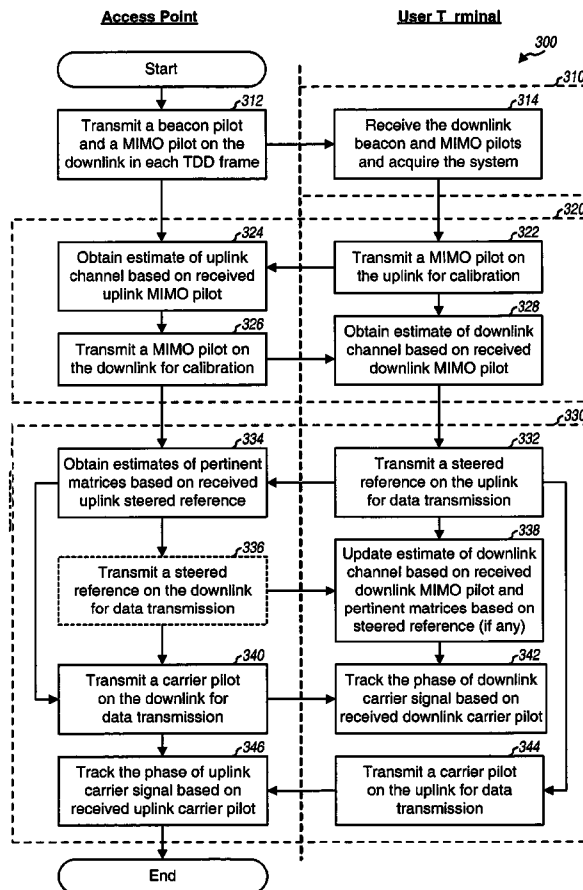 Access Point
User T rminal
300
Start
310
312
Transmit a beacon pilot
and a MIMO pilot on the
downlink in each TDD frame
314
Receive the downlink
beacon and MIMO pilots
and acquire the system
320
324
Obtain estimate of uplink
channel based on received
uplink MIMO pilot
322
Transmit a MIMO pilot on
the uplink for calibration
326
Transmit a MIMO pilot on
the downlink for calibration
328
Obtain estimate of downlink
channel based on received
downlink MIMO pilot
330
334
Obtain estimates of pertinent
matrices based on received
uplink steered reference
332
Transmit a steered
reference on the uplink
for data transmission
336
Transmit a steered
reference on the downlink
for data transmission
338
Update estimate of downlink
channel based on received
downlink MIMO pilot and
pertinent matrices based on
steered reference (if any)
340
Transmit a carrier pilot
on the downlink for
data transmission
342
Track the phase of downlink
carrier signal based on
received downlink carrier pilot
346
Track the phase of uplink
carrier signal based on
received uplink carrier pilot
344
Transmit a carrier pilot
on the uplink for data
transmission
End